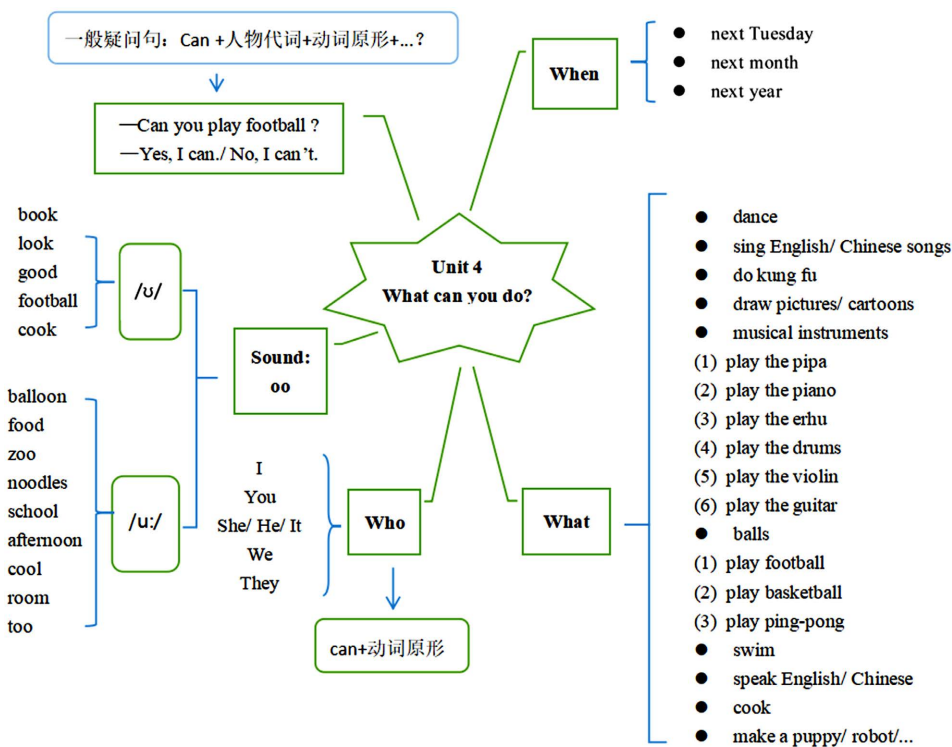 一般疑问句：Can +人物代词+动词原形+...？
—Can you play football ?
—Yes, I can./ No, I can’t.
When
● next Tuesday
● next month
● next year
Unit 4
What can you do?
Sound:
oo
/ʊ/
book
look
good
football
cook
/u:/
balloon
food
zoo
noodles
school
afternoon
cool
room
too
Who
I
You
She/ He/ It
We
They
can+动词原形
What
● dance
● sing English/ Chinese songs
● do kung fu
● draw pictures/ cartoons
● musical instruments
(1) play the pipa
(2) play the piano
(3) play the erhu
(4) play the drums
(5) play the violin
(6) play the guitar
● balls
(1) play football
(2) play basketball
(3) play ping-pong
● swim
● speak English/ Chinese
● cook
● make a puppy/ robot/...